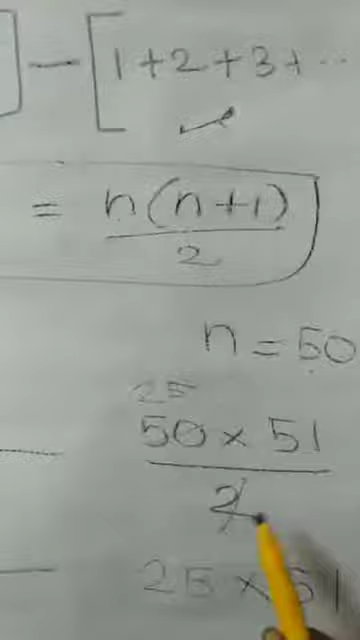 ] - [1+2+3+...
= n(n+1)/2
n = 50
25
50 × 51
2
25 × 51